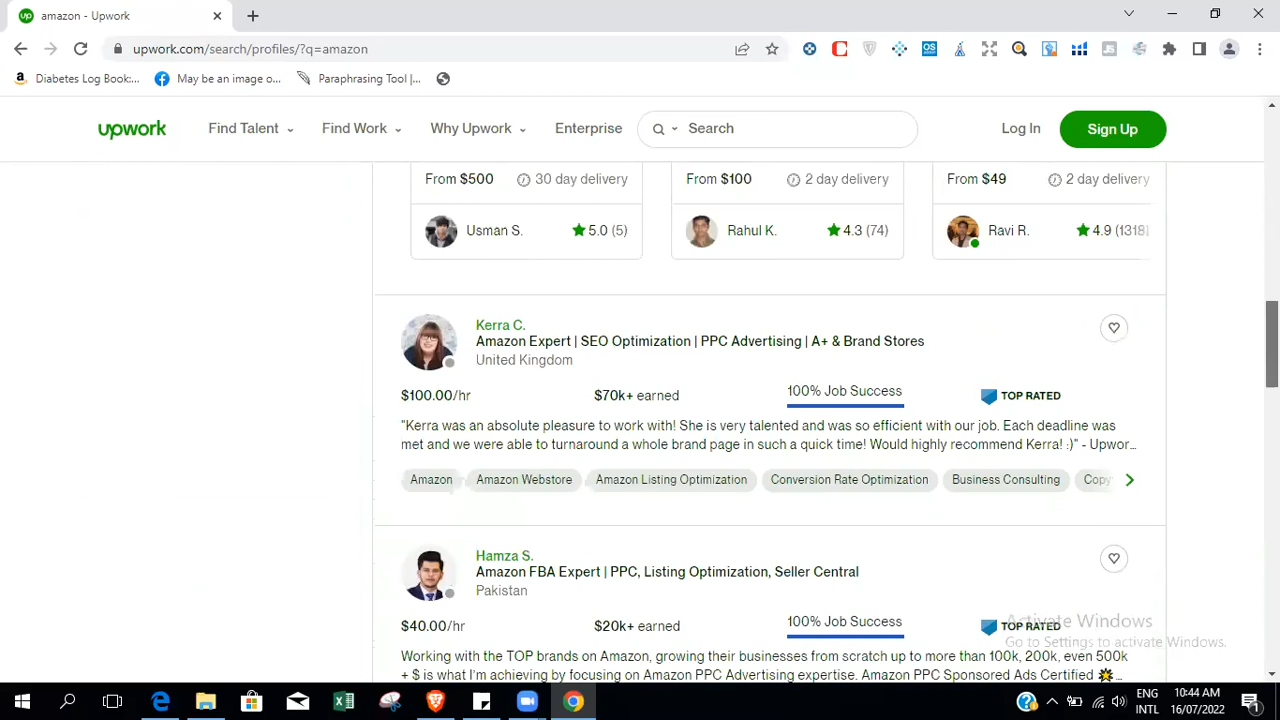 amazon - Upwork
upwork.com/search/profiles/?q=amazon
Diabetes Log Book:... May be an image o... Paraphrasing Tool |...
upwork Find Talent Find Work Why Upwork Enterprise Search Log In Sign Up
From $500 30 day delivery From $100 2 day delivery From $49 2 day delivery
Usman S. 5.0 (5) Rahul K. 4.3 (74) Ravi R. 4.9 (1318)
Kerra C.
Amazon Expert | SEO Optimization | PPC Advertising | A+ & Brand Stores
United Kingdom
$100.00/hr $70k+ earned 100% Job Success TOP RATED
"Kerra was an absolute pleasure to work with! She is very talented and was so efficient with our job. Each deadline was
met and we were able to turnaround a whole brand page in such a quick time! Would highly recommend Kerra! :)" - Upwor...
Amazon Amazon Webstore Amazon Listing Optimization Conversion Rate Optimization Business Consulting Copy
Hamza S.
Amazon FBA Expert | PPC, Listing Optimization, Seller Central
Pakistan
$40.00/hr $20k+ earned 100% Job Success TOP RATED
Activate Windows
Go to Settings to activate Windows.
Working with the TOP brands on Amazon, growing their businesses from scratch up to more than 100k, 200k, even 500k
+ $ is what I'm achieving by focusing on Amazon PPC Advertising expertise. Amazon PPC Sponsored Ads Certified 💥...
ENG 10:44 AM
INTL 16/07/2022